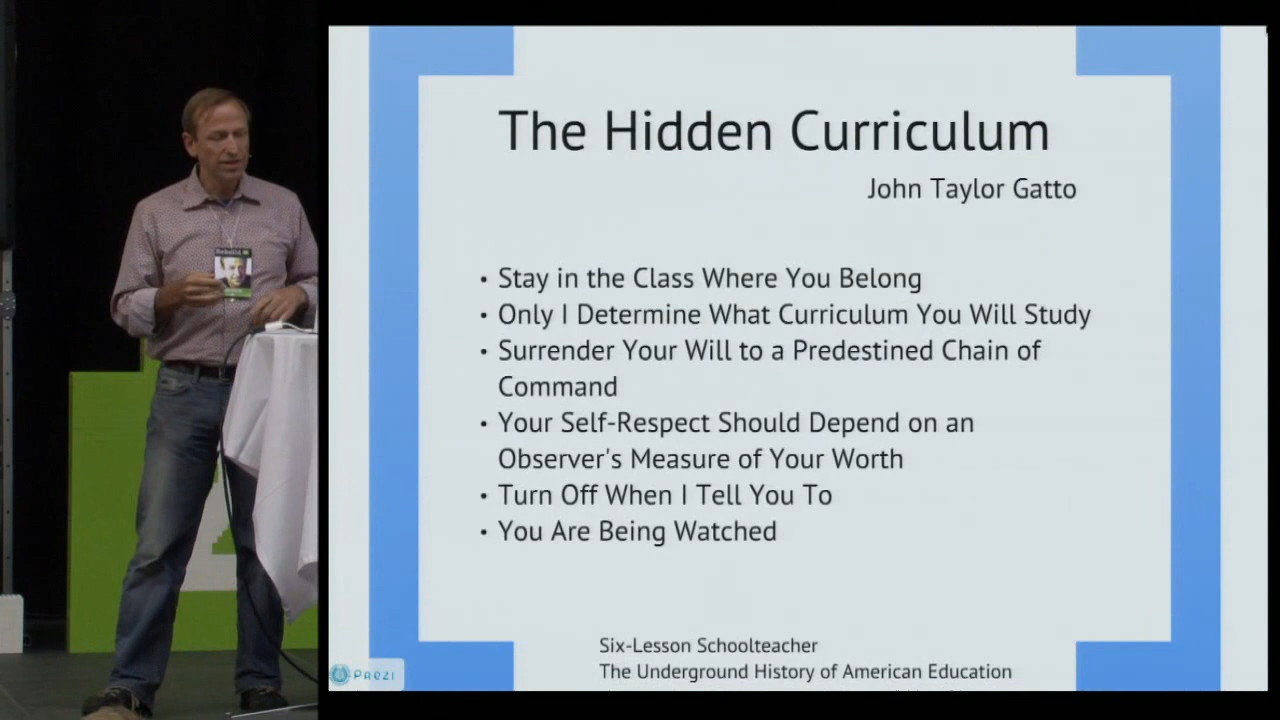 The Hidden Curriculum
John Taylor Gatto
• Stay in the Class Where You Belong
• Only I Determine What Curriculum You Will Study
• Surrender Your Will to a Predestined Chain of
Command
• Your Self-Respect Should Depend on an
Observer's Measure of Your Worth
• Turn Off When I Tell You To
• You Are Being Watched
Six-Lesson Schoolteacher
The Underground History of American Education
Prezi